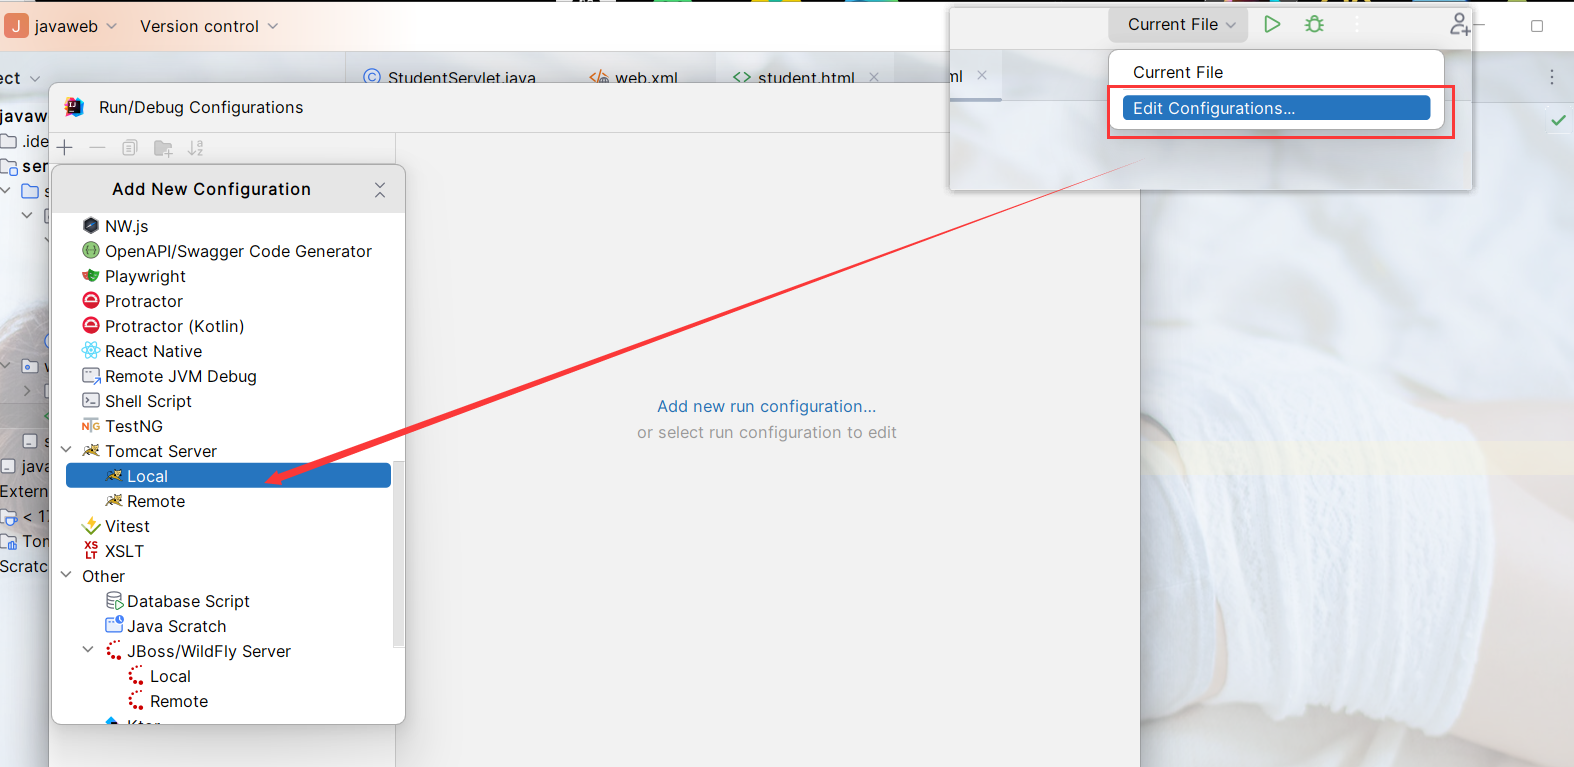 J javaweb
Version control
Current File
Current File
Edit Configurations...
ect
StudentServlet.java
web.xml
student.html
ml
Run/Debug Configurations
javaw
.ide
ser
s
w
s
java
Extern
< 17
Tom
Scratc
Add New Configuration
NW.js
OpenAPI/Swagger Code Generator
Playwright
Protractor
Protractor (Kotlin)
React Native
Remote JVM Debug
Shell Script
TestNG
Tomcat Server
Local
Remote
Vitest
XSLT
Other
Database Script
Java Scratch
JBoss/WildFly Server
Local
Remote
Add new run configuration...
or select run configuration to edit